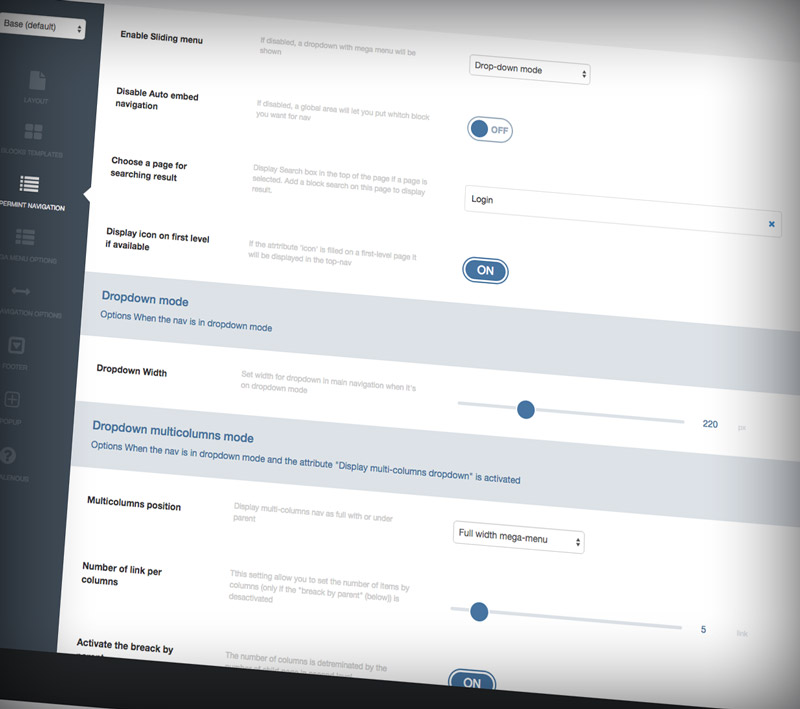 Base (default)
LAYOUT
BLOCKS TEMPLATES
PERMINT NAVIGATION
MENU OPTIONS
NAVIGATION OPTIONS
FOOTER
POPUP
Enable Sliding menu
If disabled, a dropdown with mega menu will be
shown
Drop-down mode
Disable Auto embed
navigation
If disabled, a global area will let you put whitch block
you want for nav
OFF
Choose a page for
searching result
Display Search box in the top of the page if a page is
selected. Add a block search on this page to display
result.
Login
Display icon on first level
if available
If the artribute 'icon' is filled on a first-level page it
will be displayed in the top-nav
ON
Dropdown mode
Options When the nav is in dropdown mode
Dropdown Width
Set width for dropdown in main navigation when it's
on dropdown mode
220
px
Dropdown multicolumns mode
Options When the nav is in dropdown mode and the attribute "Display multi-columns dropdown" is activated
Multicolumns position
Display multi-columns nav as full with or under
parent
Full width mega-menu
Number of link per
columns
Tthis setting allow you to set the number of items by
columns (only if the "breack by parent" (below)) is
desactivated
5
link
Activate the breack by
The number of columns is detreminated by the
ON